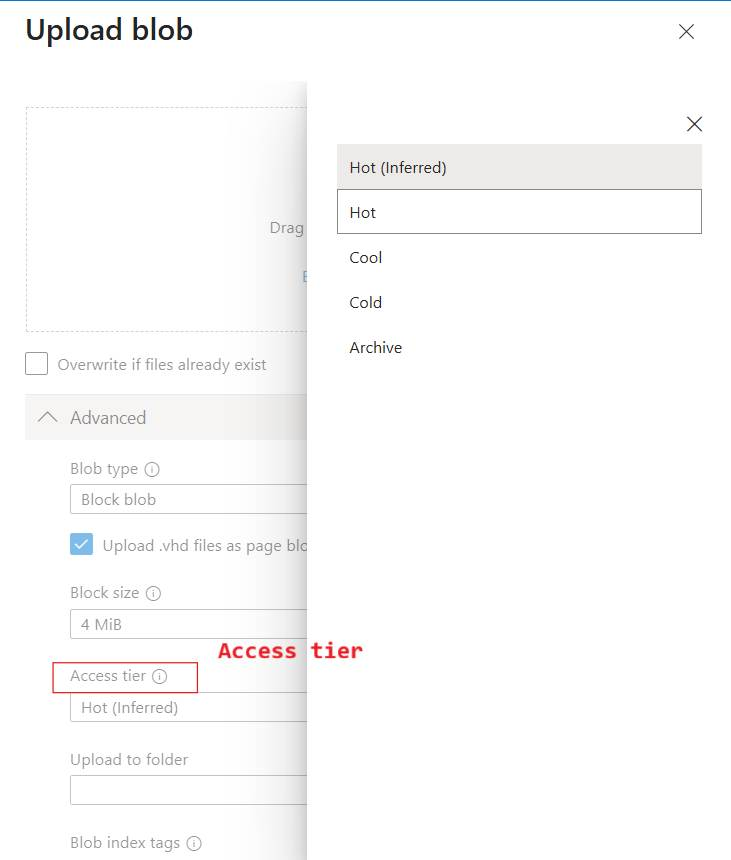 Upload blob
Hot (Inferred)
Hot
Drag
Cool
Cold
Archive
Overwrite if files already exist
Advanced
Blob type
Block blob
Upload .vhd files as page blo
Block size
4 MiB
Access tier
Access tier
Hot (Inferred)
Upload to folder
Blob index tags